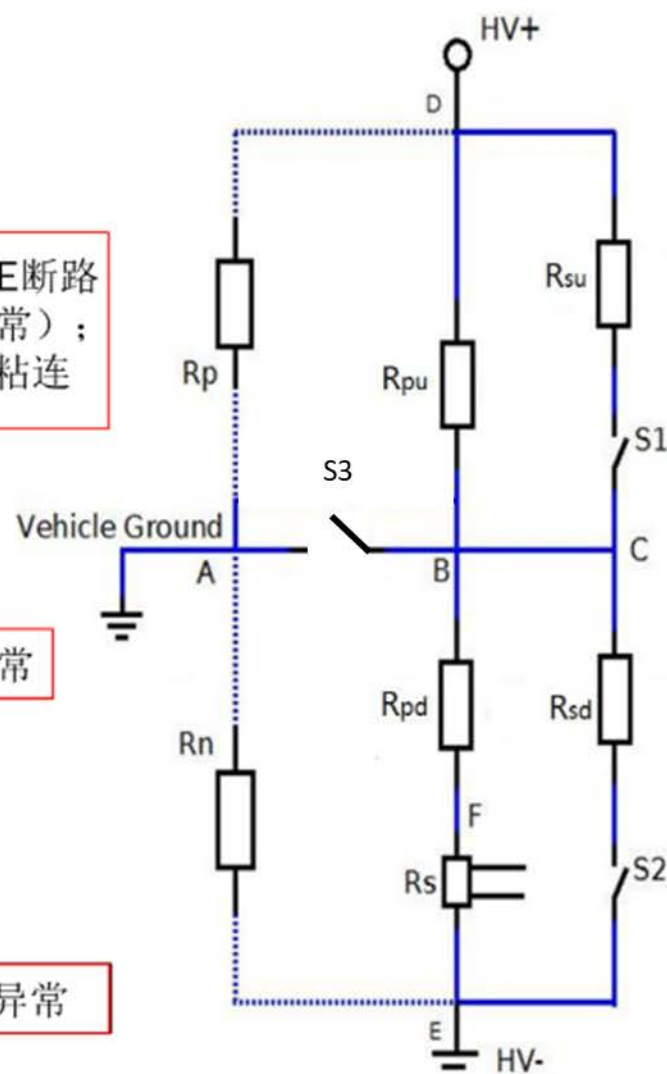 HV+
D
E断路
常）；
粘连
Rsu
Rp
Rpu
S1
S3
Vehicle Ground
A
B
C
常
Rpd
Rsd
Rn
F
Rs
S2
异常
E
HV-